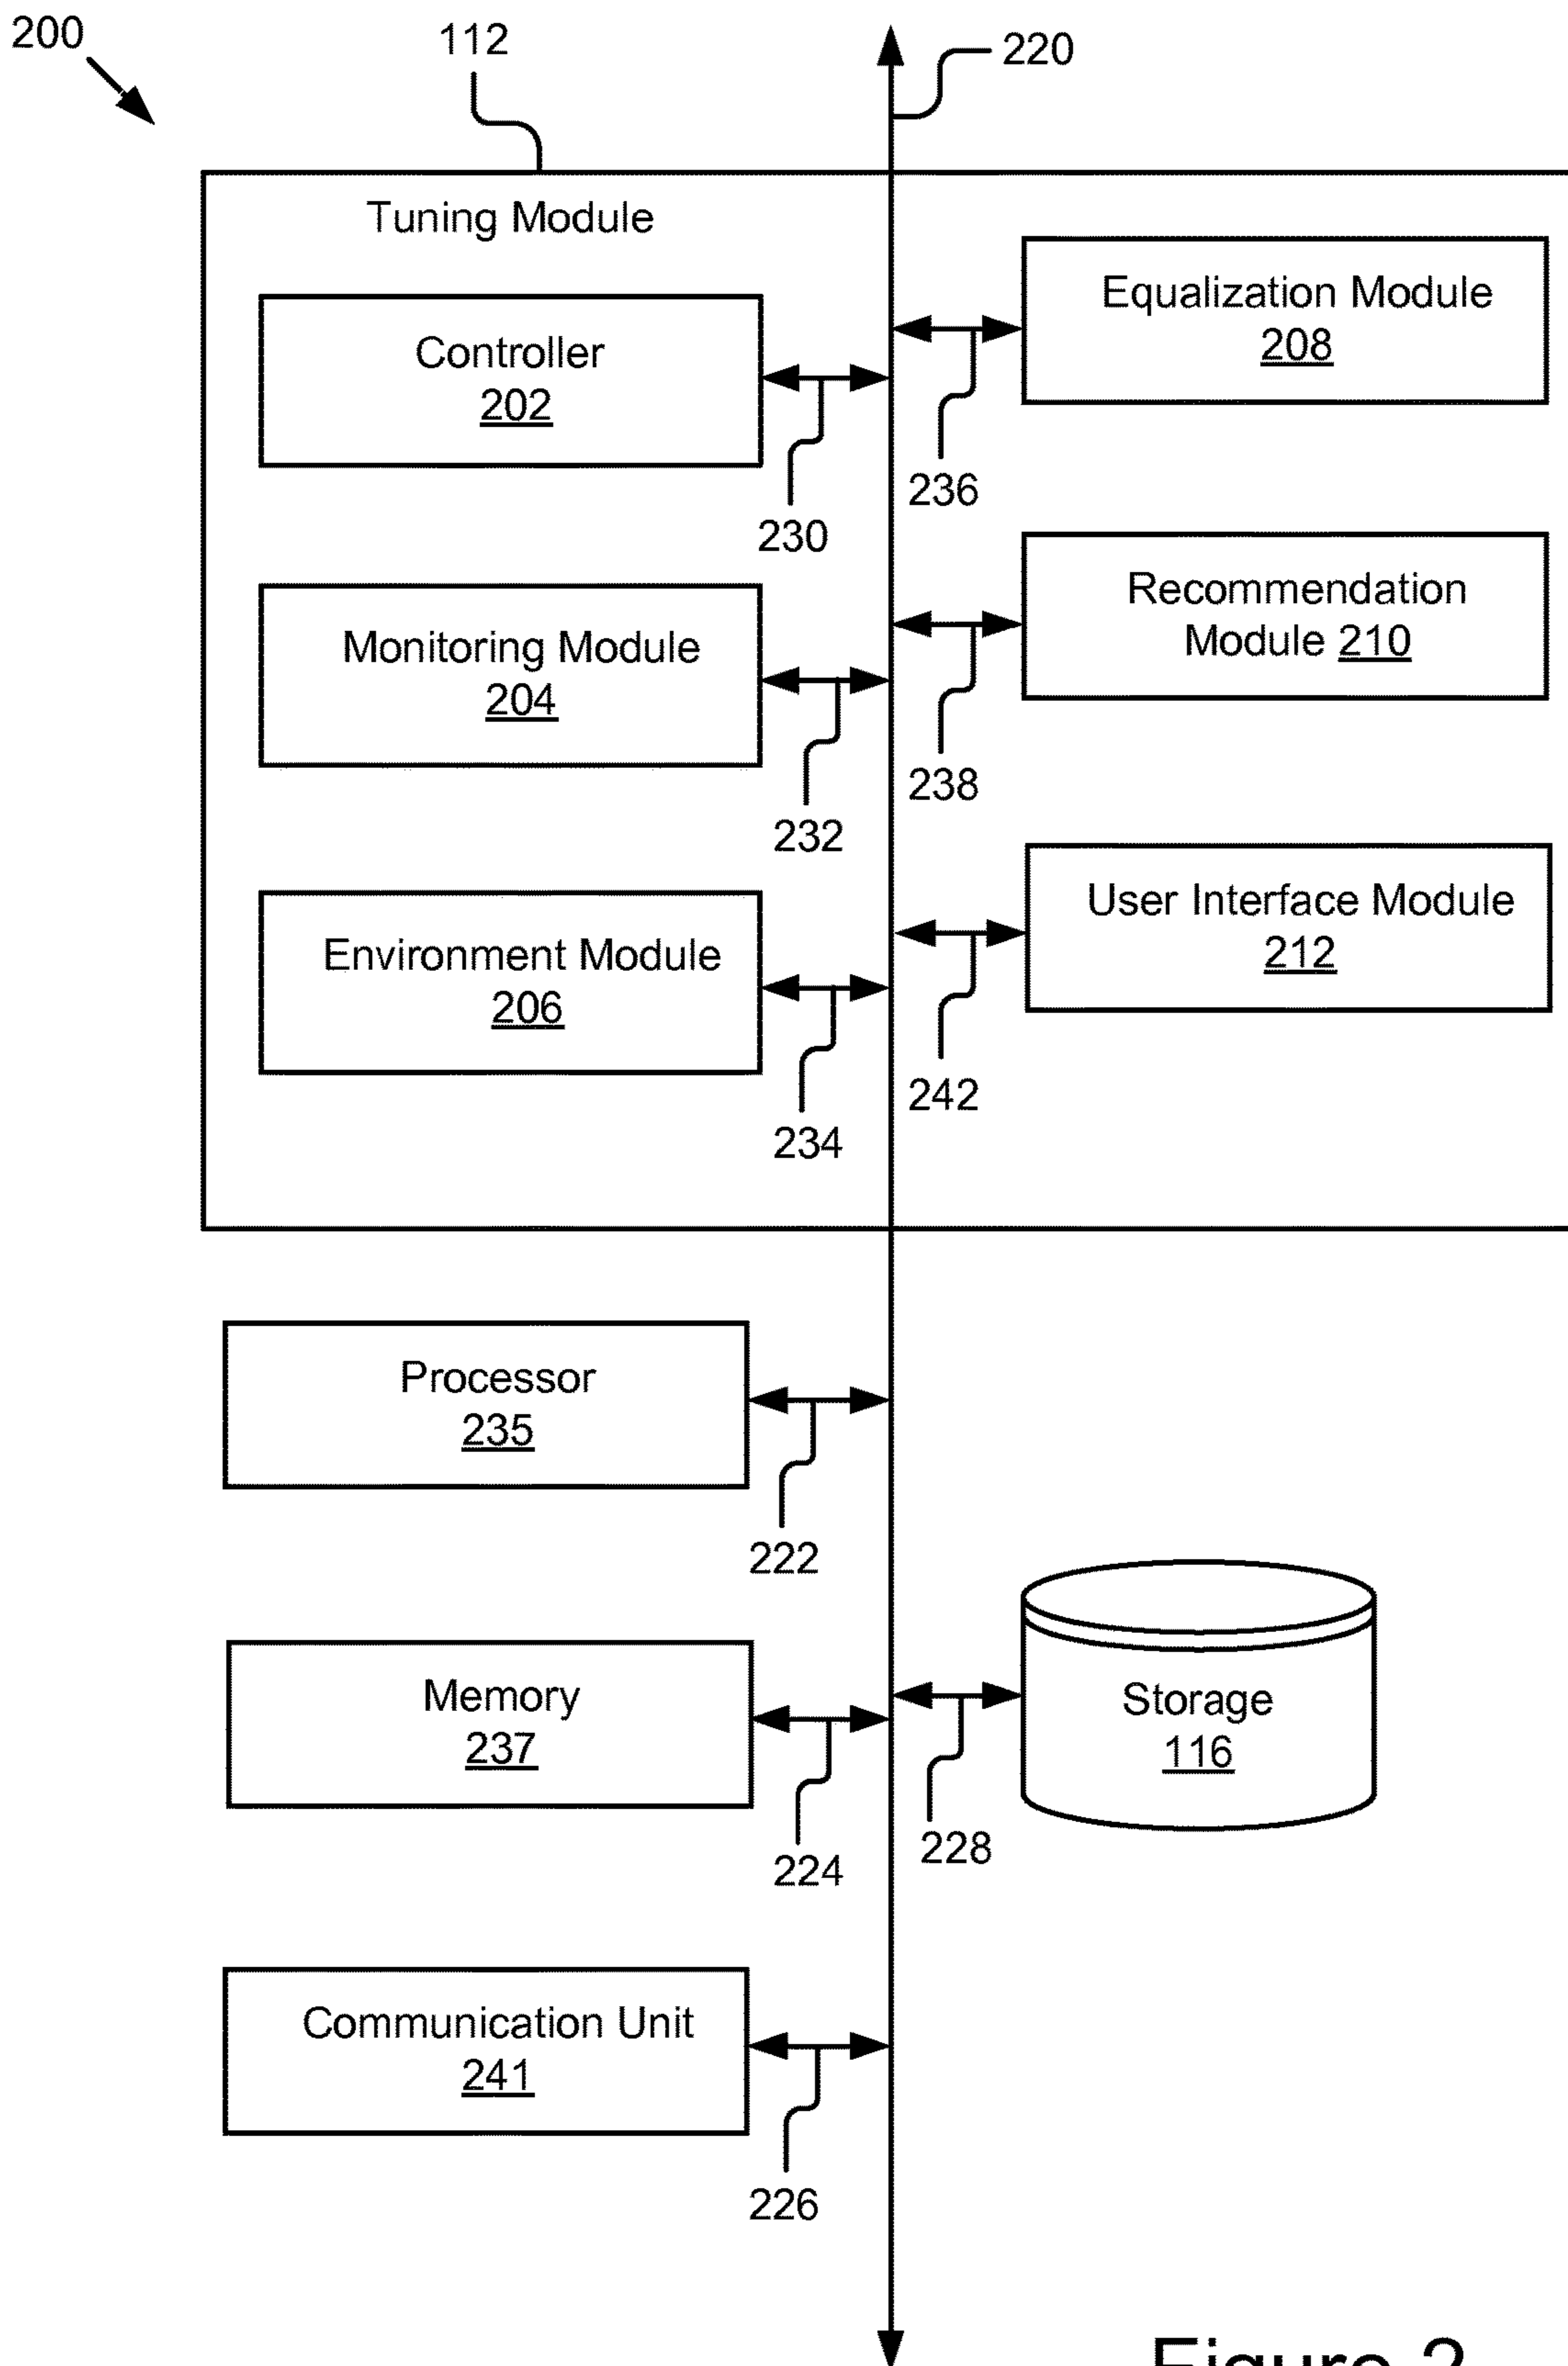 200
112
220
Tuning Module
Controller
202
230
Equalization Module
208
236
Monitoring Module
204
232
Recommendation
Module 210
238
Environment Module
206
234
User Interface Module
212
242
Processor
235
222
Memory
237
224
Storage
116
228
Communication Unit
241
226
Figure 2